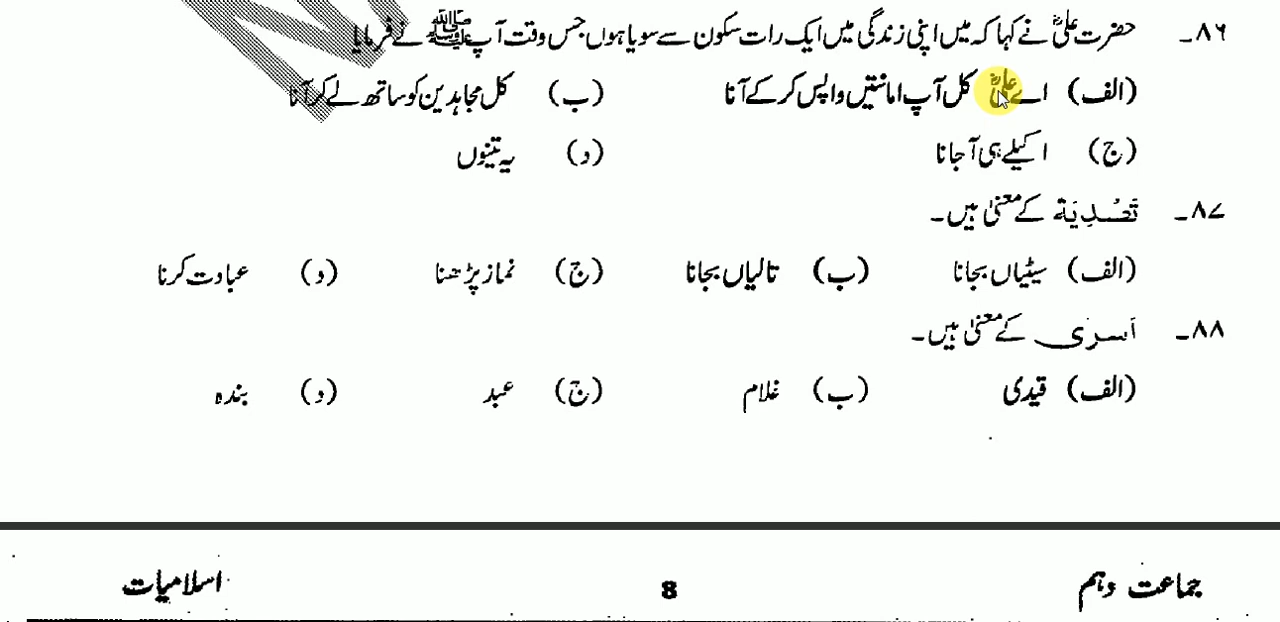 ۸۶۔ حضرت علیؓ نے کہا کہ میں اپنی زندگی میں ایک رات سکون سے سویا ہوں جس وقت آپ ﷺ نے فرمایا
(الف) اے علیؓ کل آپ امانتیں واپس کر کے آنا (ب) کل مجاہدین کو ساتھ لے کر آنا
(ج) اکیلے ہی آجانا (د) یہ تینوں
۸۷۔ تَصْدِيَة کے معنیٰ ہیں۔
(الف) سیٹیاں بجانا (ب) تالیاں بجانا (ج) نماز پڑھنا (د) عبادت کرنا
۸۸۔ اَسرٰی کے معنیٰ ہیں۔
(الف) قیدی (ب) غلام (ج) عبد (د) بندہ
جماعت دہم 8 اسلامیات